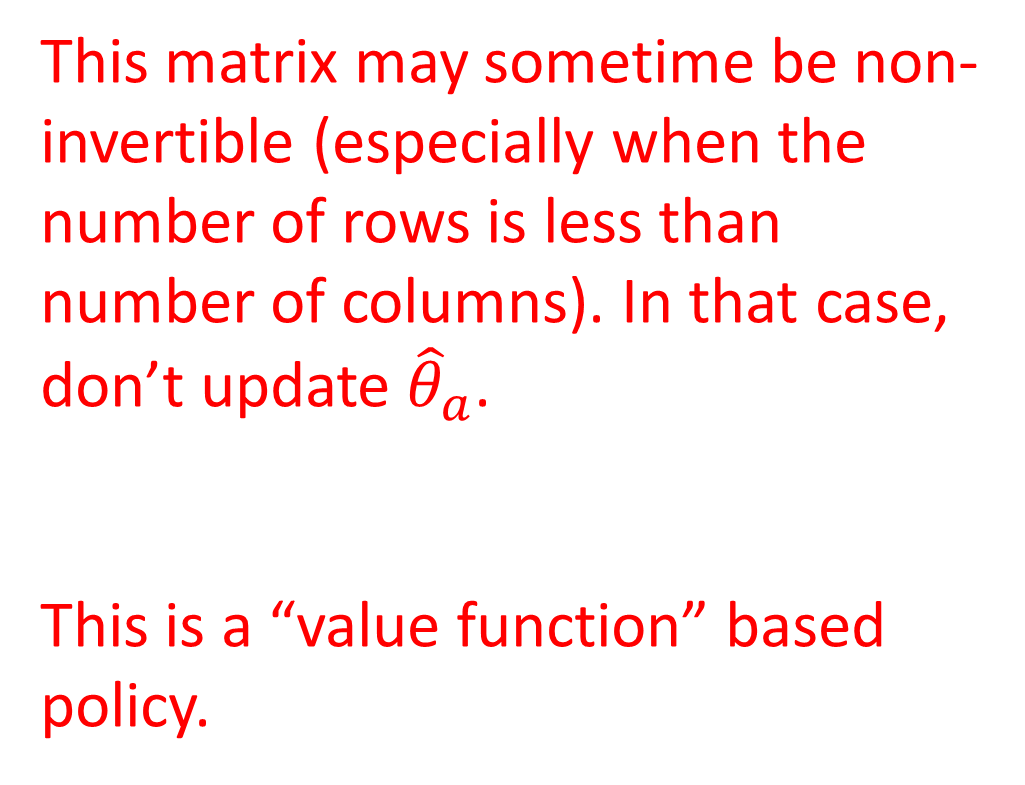 This matrix may sometime be non-
invertible (especially when the
number of rows is less than
number of columns). In that case,
don’t update θ̂ₐ.
This is a “value function” based
policy.